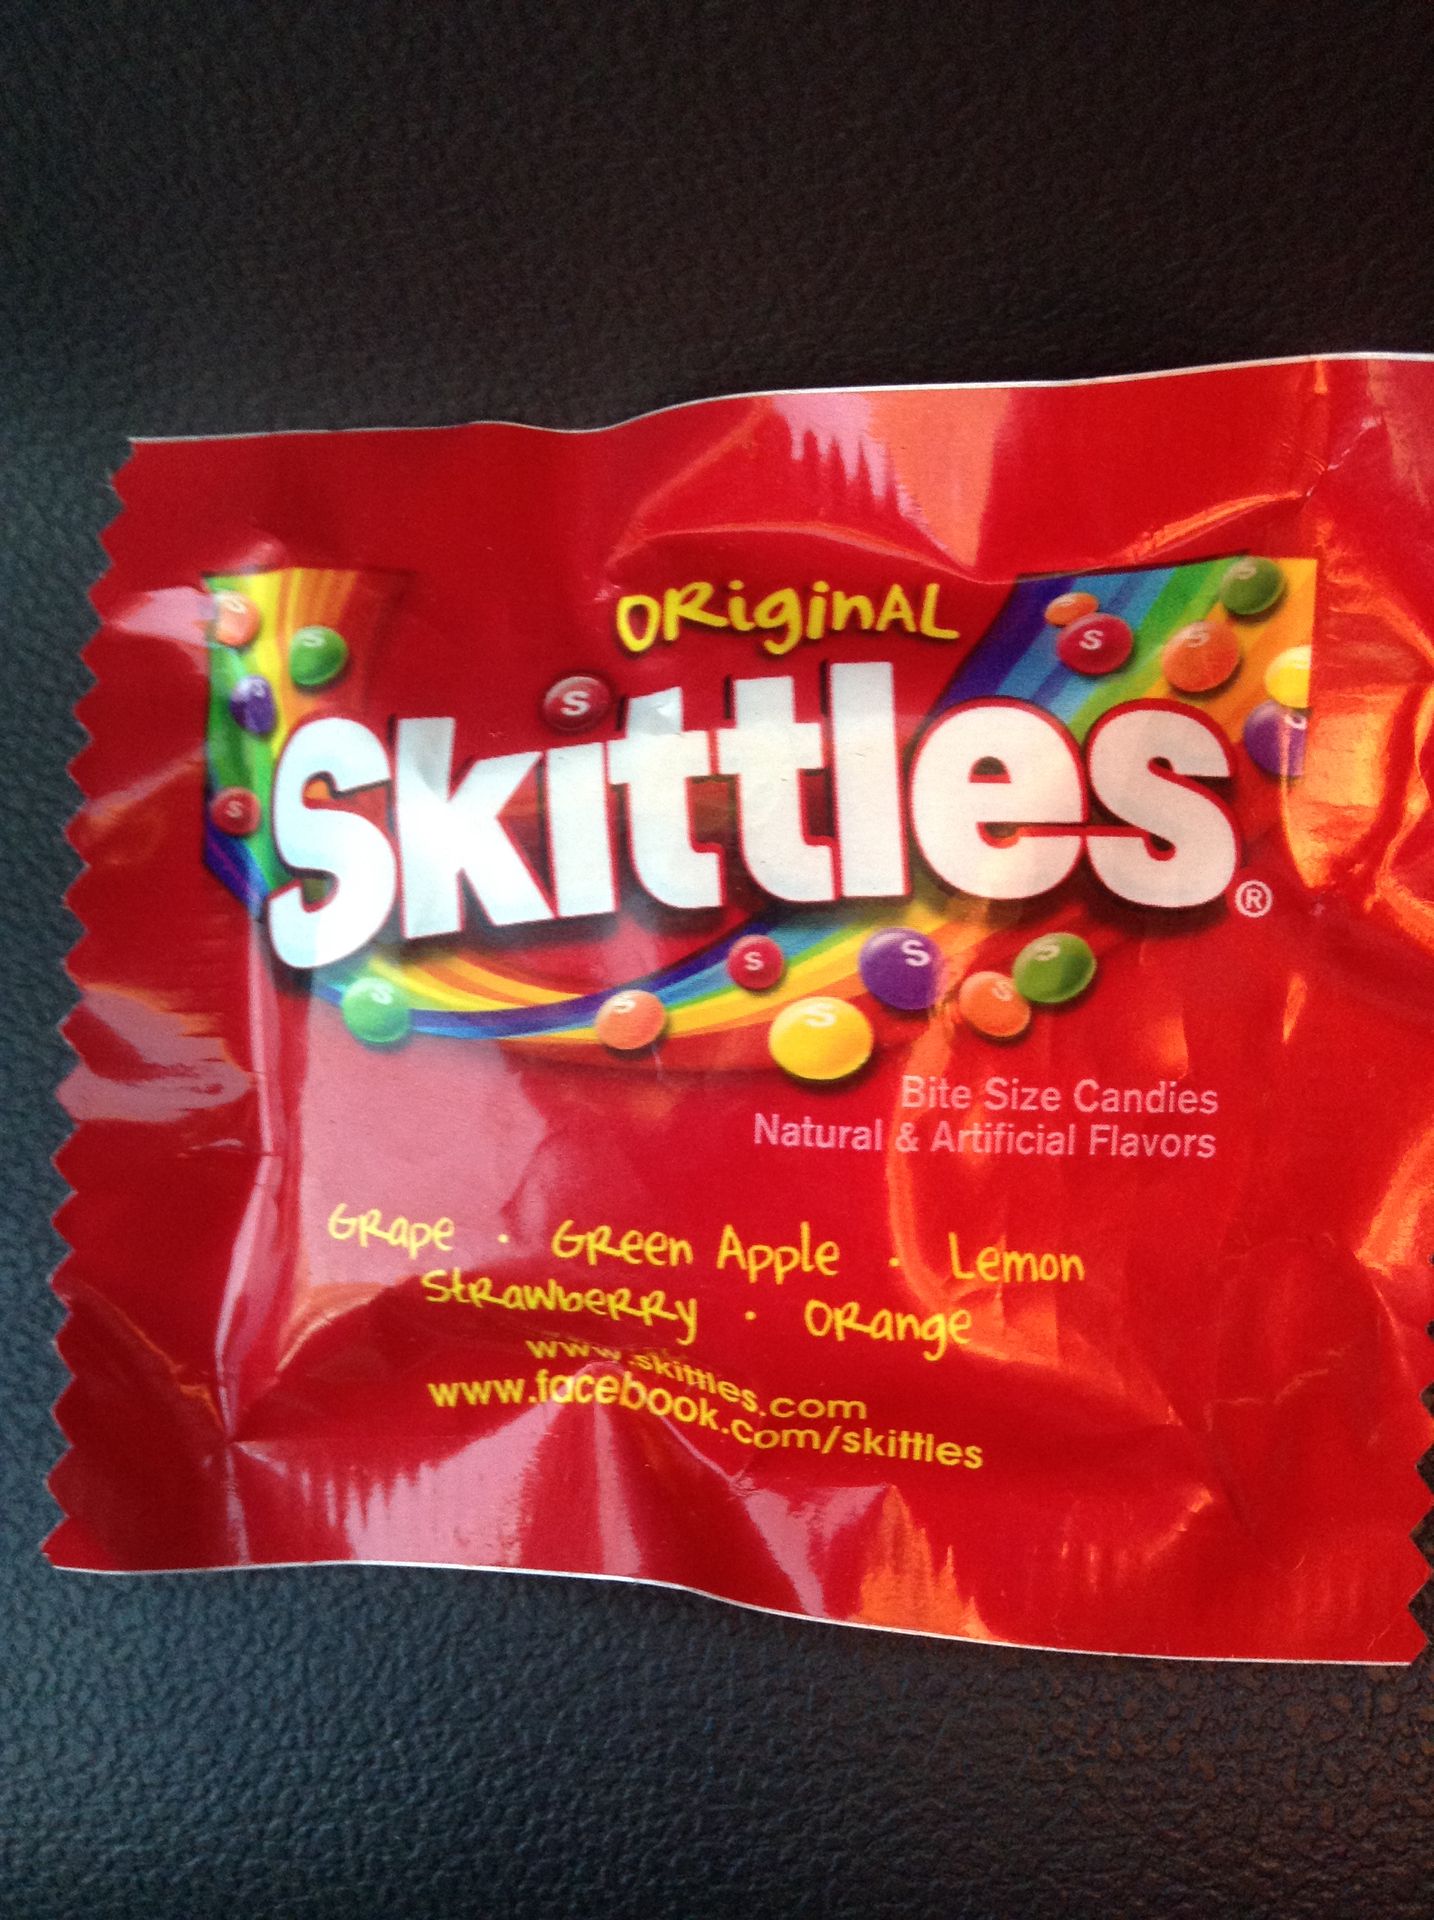 ORiginAL
Skittles®
Bite Size Candies
Natural & Artificial Flavors
GRape · GReen Apple · Lemon
StRawbeRRy · ORange
www.skittles.com
www.facebook.com/skittles